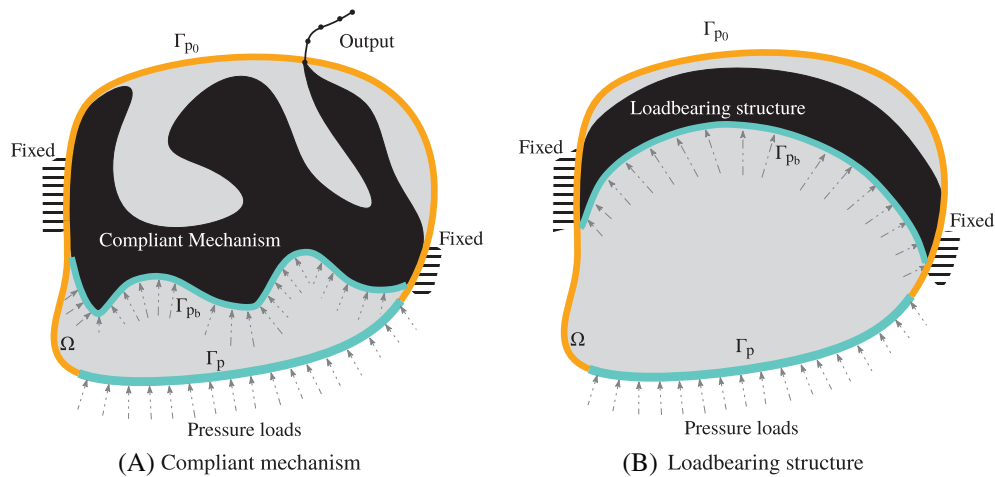 Γp0
Output
Fixed
Compliant Mechanism
Fixed
Γpb
Ω
Γp
Pressure loads
(A) Compliant mechanism
Γp0
Loadbearing structure
Fixed
Γpb
Fixed
Ω
Γp
Pressure loads
(B) Loadbearing structure